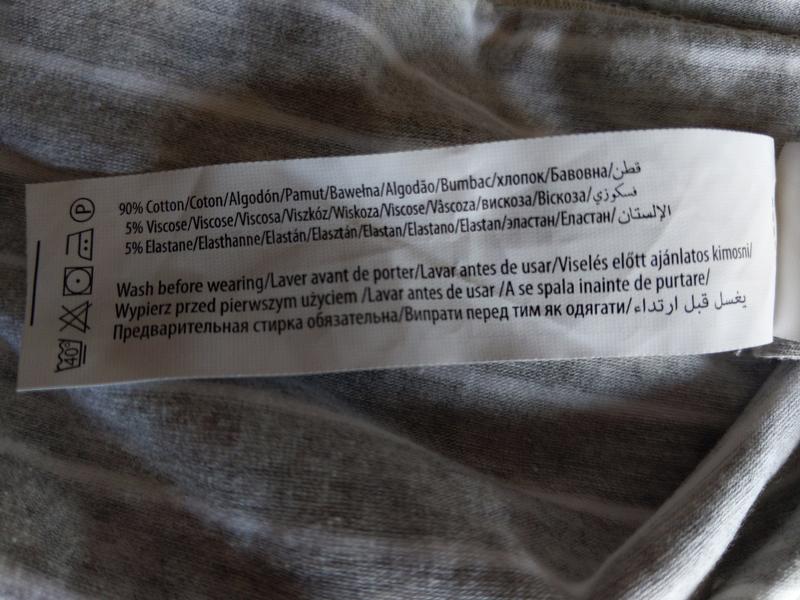 90% Cotton/Coton/Algodón/Pamut/Bawełna/Algodão/Bumbac/хлопок/Бавовна/قطن
5% Viscose/Viscose/Viscosa/Viszkóz/Wiskoza/Viscose/Vâscoza/вискоза/Віскоза/فسكوزي
5% Elastane/Elasthanne/Elastán/Elasztán/Elastan/Elastano/Elastan/эластан/Еластан/الإلستان
Wash before wearing/Laver avant de porter/Lavar antes de usar/Viselés előtt ajánlatos kimosni/
Wypierz przed pierwszym użyciem /Lavar antes de usar /A se spala inainte de purtare/
Предварительная стирка обязательна/Випрати перед тим як одягати/يغسل قبل ارتداء
P
40°